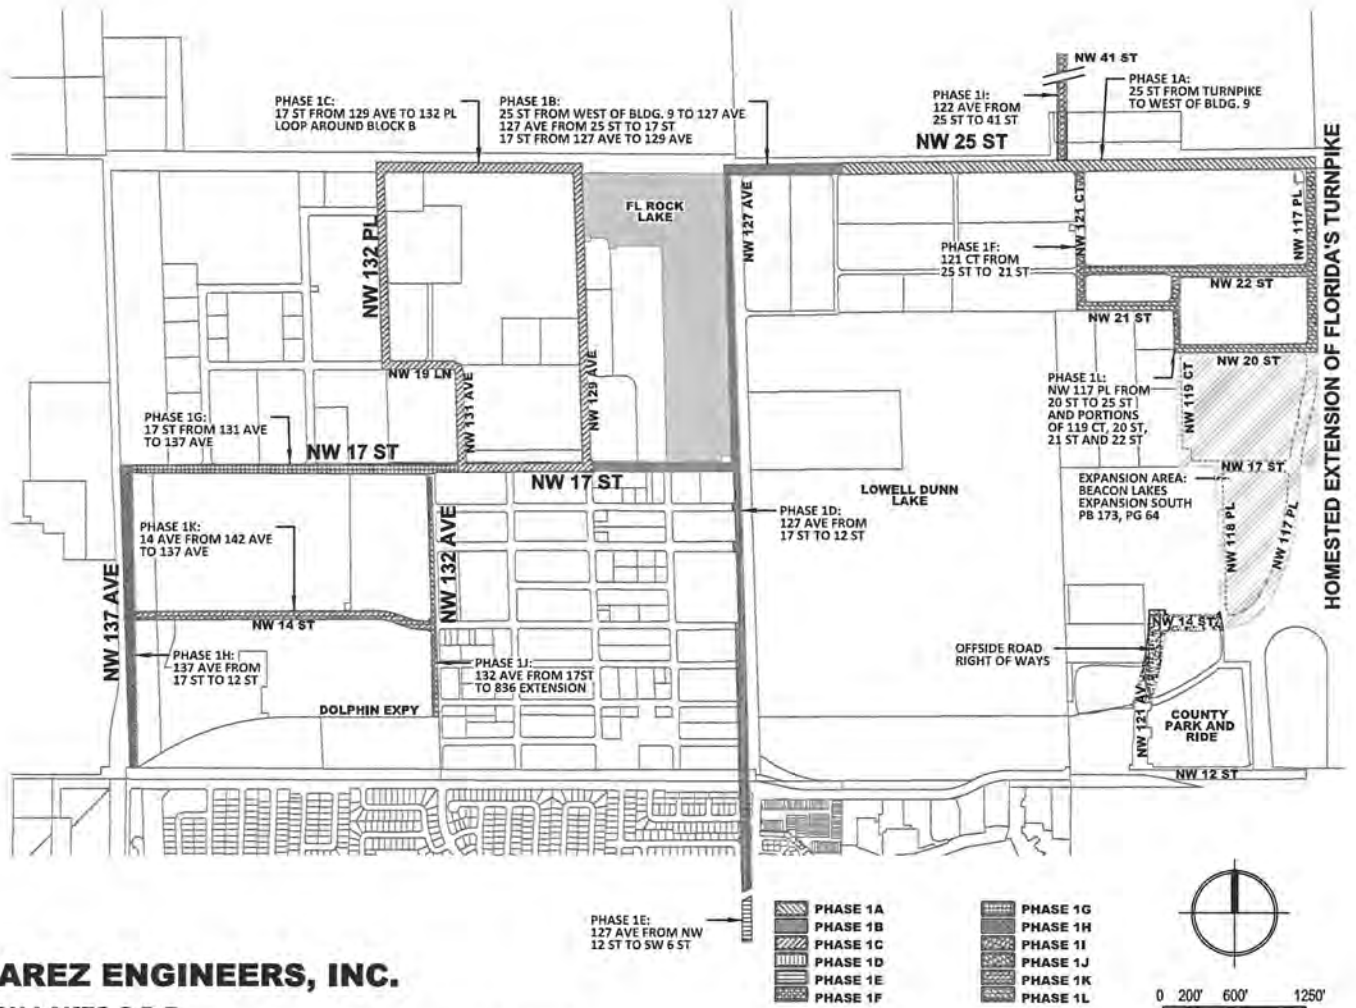 NW 41 ST
PHASE 1C:
17 ST FROM 129 AVE TO 132 PL
LOOP AROUND BLOCK B
PHASE 1B:
25 ST FROM WEST OF BLDG. 9 TO 127 AVE
127 AVE FROM 25 ST TO 17 ST
17 ST FROM 127 AVE TO 129 AVE
PHASE 1I:
122 AVE FROM
25 ST TO 41 ST
PHASE 1A:
25 ST FROM TURNPIKE
TO WEST OF BLDG. 9
NW 25 ST
HOMESTED EXTENSION OF FLORIDA'S TURNPIKE
FL ROCK
LAKE
NW 127 AVE
NW 121 CT
NW 117 PL
NW 132 PL
PHASE 1F:
121 CT FROM
25 ST TO 21 ST
NW 22 ST
NW 21 ST
NW 20 ST
NW 19 LN
NW 131 AVE
NW 129 AVE
PHASE 1L:
NW 117 PL FROM
20 ST TO 25 ST
AND PORTIONS
OF 119 CT, 20 ST,
21 ST AND 22 ST
NW 119 CT
PHASE 1G:
17 ST FROM 131 AVE
TO 137 AVE
NW 17 ST
NW 17 ST
NW 17 ST
EXPANSION AREA:
BEACON LAKES
EXPANSION SOUTH
PB 173, PG 64
LOWELL DUNN
LAKE
PHASE 1D:
127 AVE FROM
17 ST TO 12 ST
NW 118 PL
NW 117 PL
PHASE 1K:
14 AVE FROM 142 AVE
TO 137 AVE
NW 132 AVE
NW 137 AVE
NW 14 ST
NW 14 ST
PHASE 1H:
137 AVE FROM
17 ST TO 12 ST
PHASE 1J:
132 AVE FROM 17ST
TO 836 EXTENSION
OFFSIDE ROAD
RIGHT OF WAYS
DOLPHIN EXPY
NW 121 AV
COUNTY
PARK AND
RIDE
NW 12 ST
PHASE 1E:
127 AVE FROM NW
12 ST TO SW 6 ST
PHASE 1A
PHASE 1B
PHASE 1C
PHASE 1D
PHASE 1E
PHASE 1F
PHASE 1G
PHASE 1H
PHASE 1I
PHASE 1J
PHASE 1K
PHASE 1L
0 200' 600' 1250'
AREZ ENGINEERS, INC.